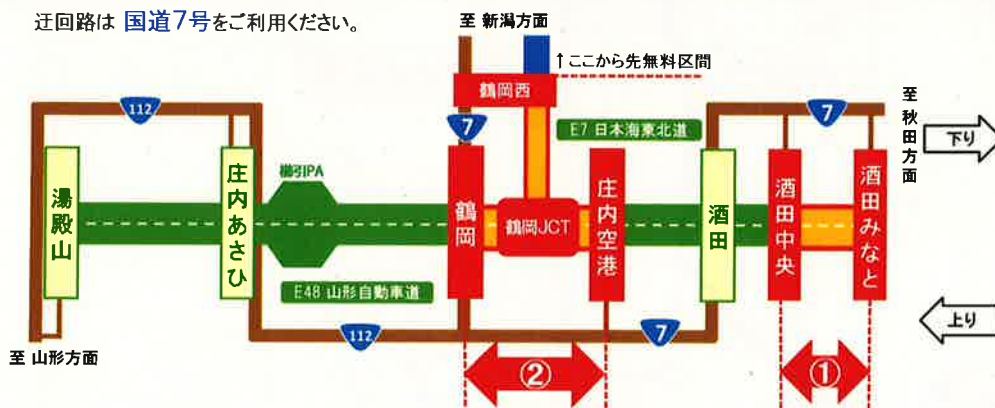 迂回路は 国道7号をご利用ください。
至 新潟方面
↑ここから先無料区間
鶴岡西
112
7
E7 日本海東北道
7
至 秋田方面
下り
湯殿山
庄内あさひ
櫛引PA
鶴岡
鶴岡JCT
庄内空港
酒田
酒田中央
酒田みなと
E48 山形自動車道
上り
112
7
至 山形方面
②
①